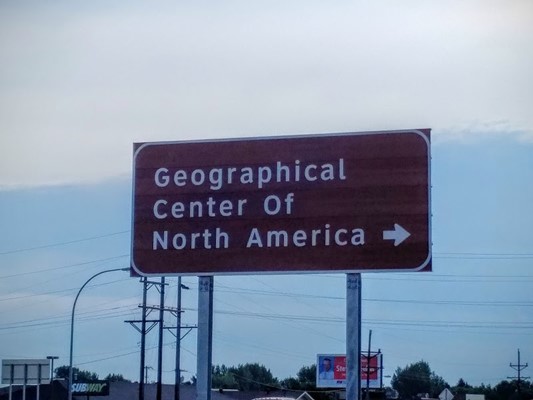 Geographical
Center Of
North America
SUBWAY